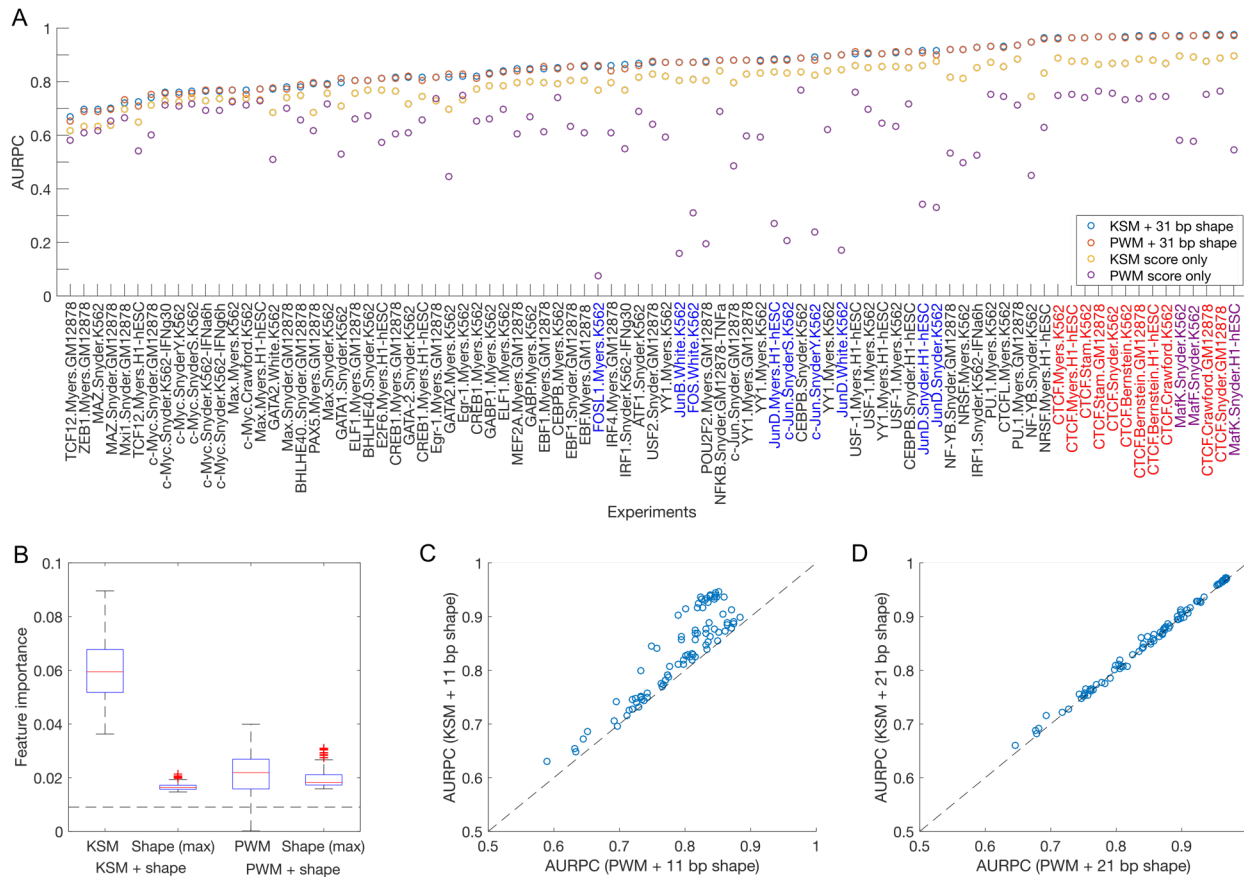 A
AURPC
1
0.8
0.6
0.4
0.2
0
KSM + 31 bp shape
PWM + 31 bp shape
KSM score only
PWM score only
TCF12.Myers.GM12878
ZEB1.Myers.GM12878
MAZ.Snyder.K562
MAZ.Snyder.GM12878
Mxi1.Snyder.GM12878
TCF12.Myers.H1-hESC
c-Myc.Snyder.GM12878
c-Myc.Snyder.K562-IFNg30
c-Myc.SnyderY.K562
c-Myc.SnyderS.K562
c-Myc.Snyder.K562-IFNa6h
c-Myc.Snyder.K562-IFNg6h
Max.Myers.K562
c-Myc.Crawford.K562
Max.Myers.H1-hESC
GATA2.White.K562
Max.Snyder.GM12878
BHLHE40.Snyder.GM12878
PAX5.Myers.GM12878
Max.Snyder.K562
GATA1.Snyder.K562
ELF1.Myers.GM12878
BHLHE40.Snyder.K562
E2F6.Myers.H1-hESC
CREB1.Myers.GM12878
GATA-2.Snyder.K562
CREB1.Myers.H1-hESC
Egr-1.Myers.GM12878
GATA2.Myers.K562
Egr-1.Myers.K562
CREB1.Myers.K562
ELF1.Myers.K562
MEF2A.Myers.GM12878
GABP.Myers.K562
EBF1.Myers.GM12878
CEBPB.Myers.K562
EBF1.Snyder.GM12878
EBF.Myers.GM12878
FOSL1.Myers.K562
IRF4.Myers.GM12878
IRF1.Snyder.K562-IFNg30
ATF1.Snyder.K562
USF2.Snyder.GM12878
YY1.Myers.K562
JunB.White.K562
FOS.White.K562
POU2F2.Myers.GM12878
NFKB.Snyder.GM12878-TNFa
c-Jun.Snyder.GM12878
YY1.Myers.GM12878
YY1.Myers.K562
JunD.Myers.H1-hESC
c-Jun.SnyderS.K562
CEBPB.Snyder.K562
c-Jun.SnyderY.K562
YY1.Myers.K562
JunD.White.K562
USF-1.Myers.GM12878
USF-1.Myers.K562
YY1.Myers.H1-hESC
USF-1.Myers.K562
CEBPB.Snyder.H1-hESC
JunD.Snyder.H1-hESC
JunD.Snyder.K562
NF-YB.Snyder.GM12878
NRSF.Myers.K562
IRF1.Snyder.K562-IFNa6h
PU.1.Myers.K562
CTCFL.Myers.K562
PU.1.Myers.GM12878
NF-YB.Snyder.K562
NRSF.Myers.H1-hESC
CTCF.Myers.K562
CTCF.Myers.H1-hESC
CTCF.Stam.K562
CTCF.Stam.GM12878
CTCF.Snyder.K562
CTCF.Bernstein.K562
CTCF.Bernstein.GM12878
CTCF.Bernstein.H1-hESC
CTCF.Crawford.K562
MafK.Snyder.K562
MafF.Snyder.K562
CTCF.Crawford.GM12878
CTCF.Snyder.GM12878
MafK.Snyder.H1-hESC
Experiments
B
Feature importance
0.1
0.08
0.06
0.04
0.02
0
KSM Shape (max) PWM Shape (max)
KSM + shape PWM + shape
C
AURPC (KSM + 11 bp shape)
1
0.9
0.8
0.7
0.6
0.5
0.5 0.6 0.7 0.8 0.9 1
AURPC (PWM + 11 bp shape)
D
AURPC (KSM + 21 bp shape)
1
0.9
0.8
0.7
0.6
0.5
0.5 0.6 0.7 0.8 0.9
AURPC (PWM + 21 bp shape)